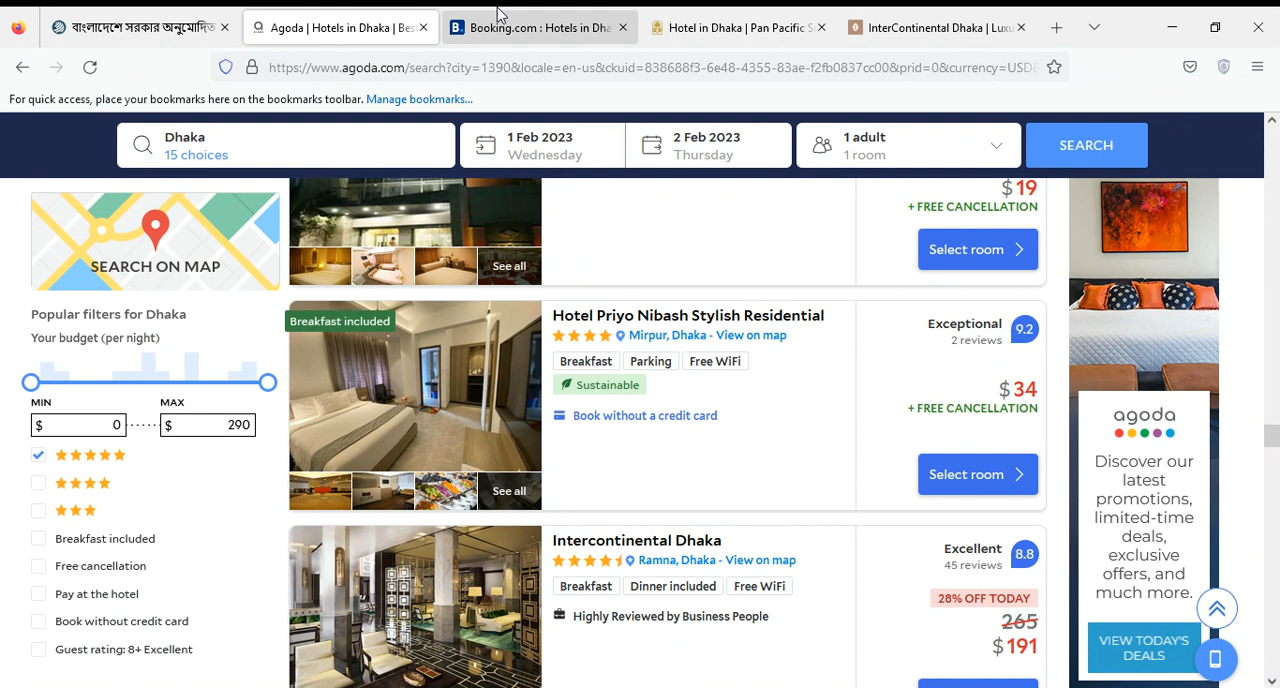 বাংলাদেশে সরকার অনুমোদিত
Agoda | Hotels in Dhaka | Bes
Booking.com : Hotels in Dha
Hotel in Dhaka | Pan Pacific S
InterContinental Dhaka | Luxu
https://www.agoda.com/search?city=1390&locale=en-us&ckuid=838688f3-6e48-4355-83ae-f2fb0837cc00&prid=0&currency=USD&
For quick access, place your bookmarks here on the bookmarks toolbar. Manage bookmarks...
Dhaka
15 choices
1 Feb 2023
Wednesday
2 Feb 2023
Thursday
1 adult
1 room
SEARCH
SEARCH ON MAP
Popular filters for Dhaka
Your budget (per night)
MIN
MAX
$ 0
$ 290
Breakfast included
Free cancellation
Pay at the hotel
Book without credit card
Guest rating: 8+ Excellent
See all
$ 19
+ FREE CANCELLATION
Select room
Breakfast included
See all
Hotel Priyo Nibash Stylish Residential
Mirpur, Dhaka - View on map
Breakfast
Parking
Free WiFi
Sustainable
Book without a credit card
Exceptional
2 reviews
9.2
$ 34
+ FREE CANCELLATION
Select room
Intercontinental Dhaka
Ramna, Dhaka - View on map
Breakfast
Dinner included
Free WiFi
Highly Reviewed by Business People
Excellent
45 reviews
8.8
28% OFF TODAY
265
$ 191
agoda
Discover our
latest
promotions,
limited-time
deals,
exclusive
offers, and
much more.
VIEW TODAY'S
DEALS